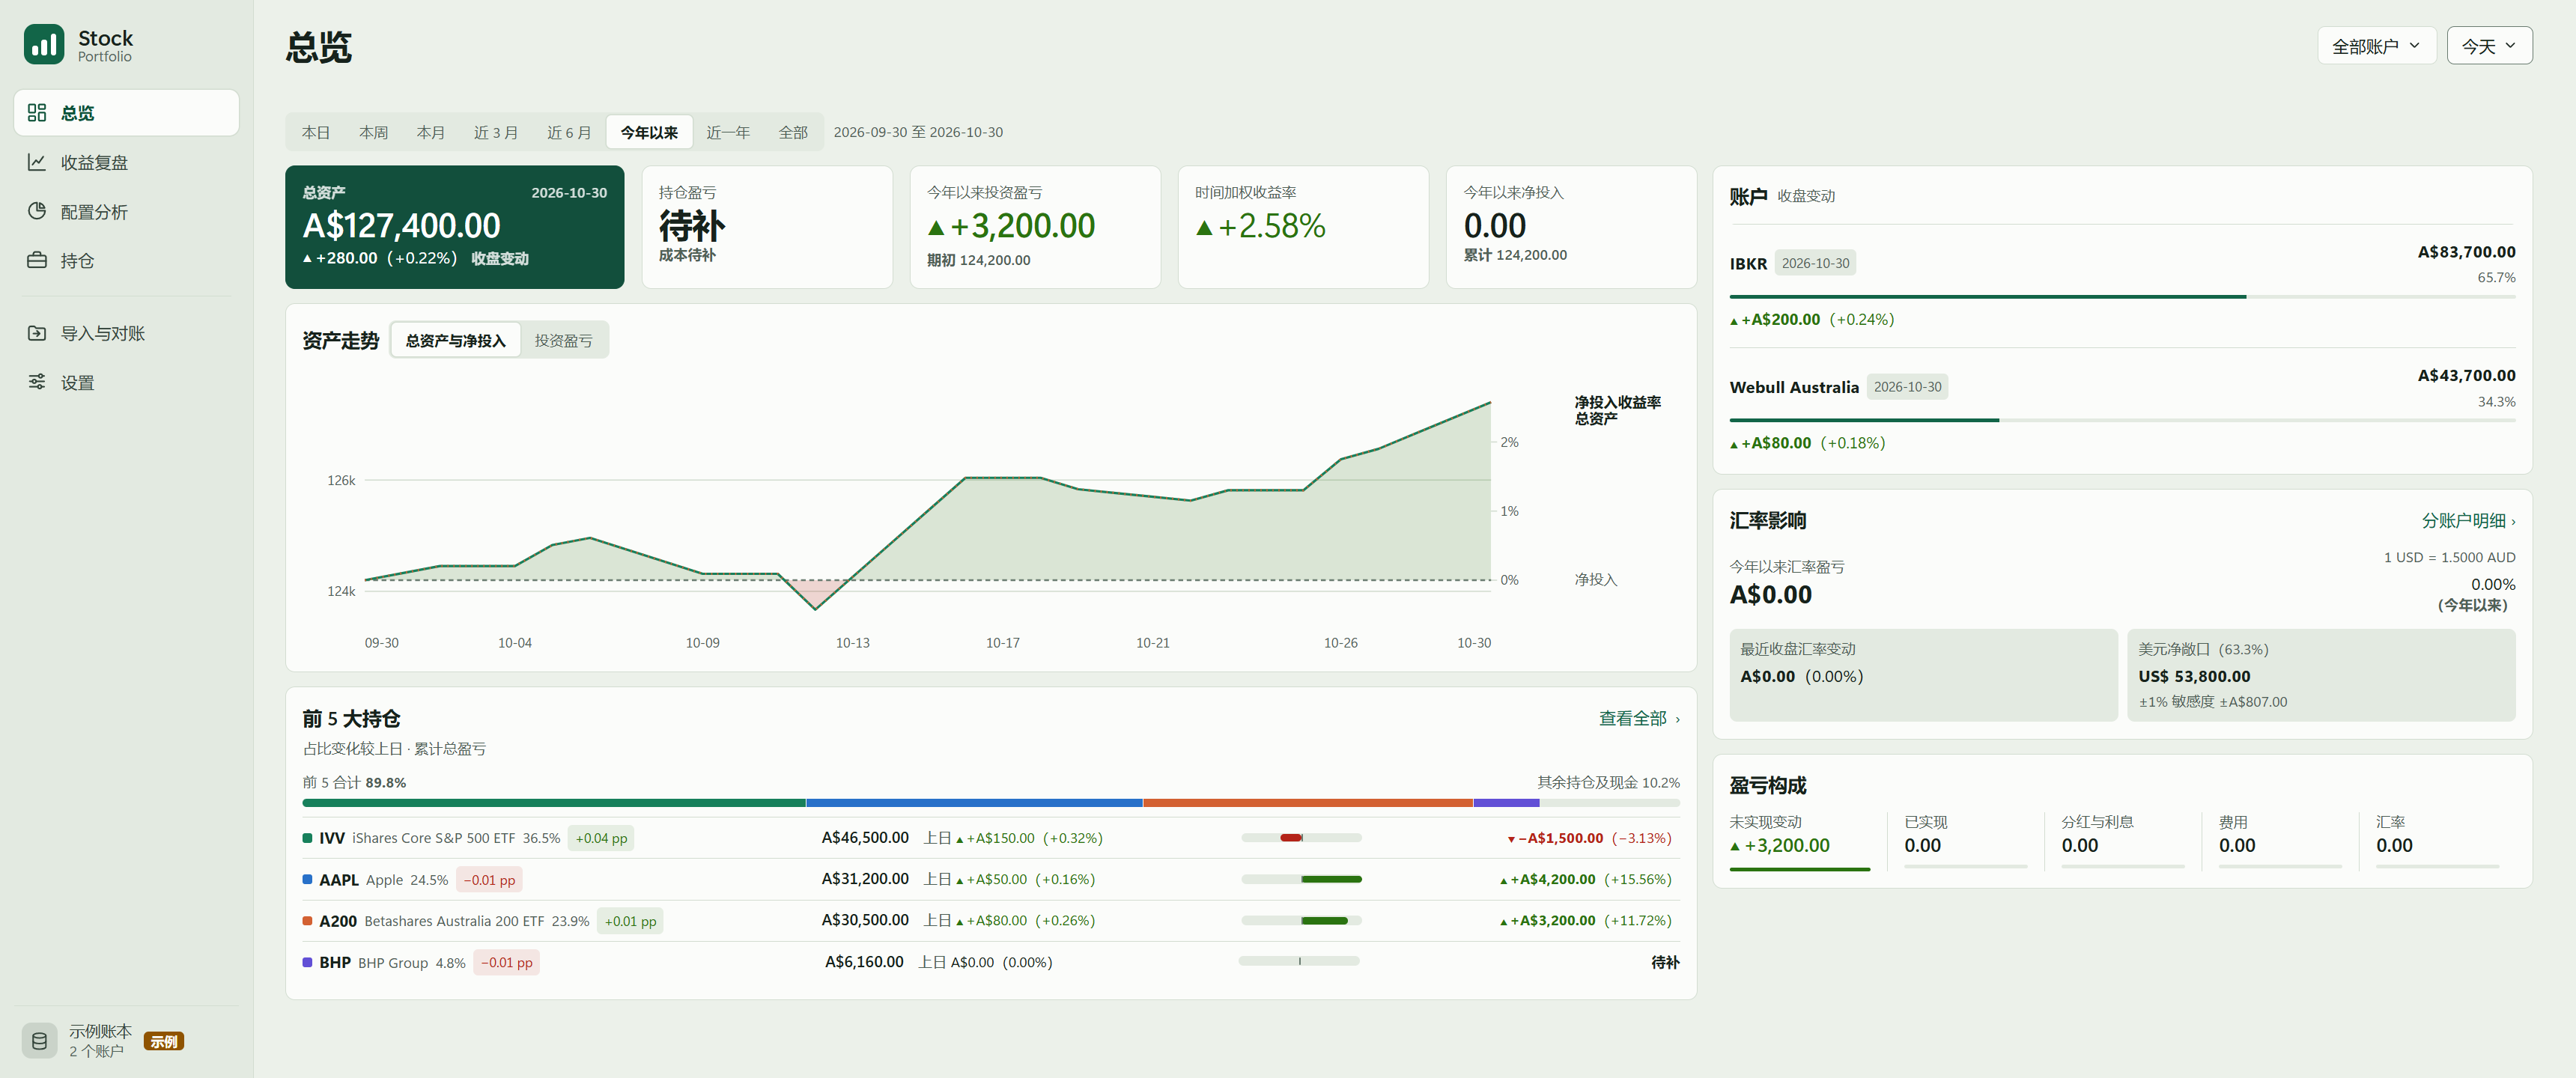 Stock
Portfolio
总览
收益复盘
配置分析
持仓
导入与对账
设置
示例账本
2 个账户
示例
总览
全部账户
今天
本日 本周 本月 近 3 月 近 6 月 今年以来 近一年 全部 2026-09-30 至 2026-10-30
总资产 2026-10-30
A$127,400.00
▲+280.00 (+0.22%) 收盘变动
持仓盈亏
待补
成本待补
今年以来投资盈亏
▲+3,200.00
期初 124,200.00
时间加权收益率
▲+2.58%
今年以来净投入
0.00
累计 124,200.00
资产走势 总资产与净投入 投资盈亏
净投入收益率
总资产
2%
126k
1%
0% 净投入
124k
09-30 10-04 10-09 10-13 10-17 10-21 10-26 10-30
前 5 大持仓 查看全部 ›
占比变化较上日 · 累计总盈亏
前 5 合计 89.8% 其余持仓及现金 10.2%
IVV iShares Core S&P 500 ETF 36.5% +0.04 pp A$46,500.00 上日 ▲+A$150.00 (+0.32%) ▼−A$1,500.00 (−3.13%)
AAPL Apple 24.5% −0.01 pp A$31,200.00 上日 ▲+A$50.00 (+0.16%) ▲+A$4,200.00 (+15.56%)
A200 Betashares Australia 200 ETF 23.9% +0.01 pp A$30,500.00 上日 ▲+A$80.00 (+0.26%) ▲+A$3,200.00 (+11.72%)
BHP BHP Group 4.8% −0.01 pp A$6,160.00 上日 A$0.00 (0.00%) 待补
账户 收盘变动
IBKR 2026-10-30 A$83,700.00
65.7%
▲+A$200.00 (+0.24%)
Webull Australia 2026-10-30 A$43,700.00
34.3%
▲+A$80.00 (+0.18%)
汇率影响 分账户明细 ›
今年以来汇率盈亏
A$0.00
1 USD = 1.5000 AUD
0.00%
(今年以来)
最近收盘汇率变动
A$0.00 (0.00%)
美元净敞口 (63.3%)
US$ 53,800.00
±1% 敏感度 ±A$807.00
盈亏构成
未实现变动
▲+3,200.00
已实现
0.00
分红与利息
0.00
费用
0.00
汇率
0.00